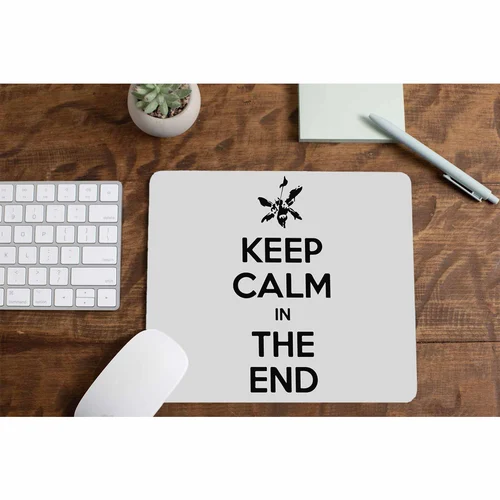 KEEP
CALM
IN
THE
END